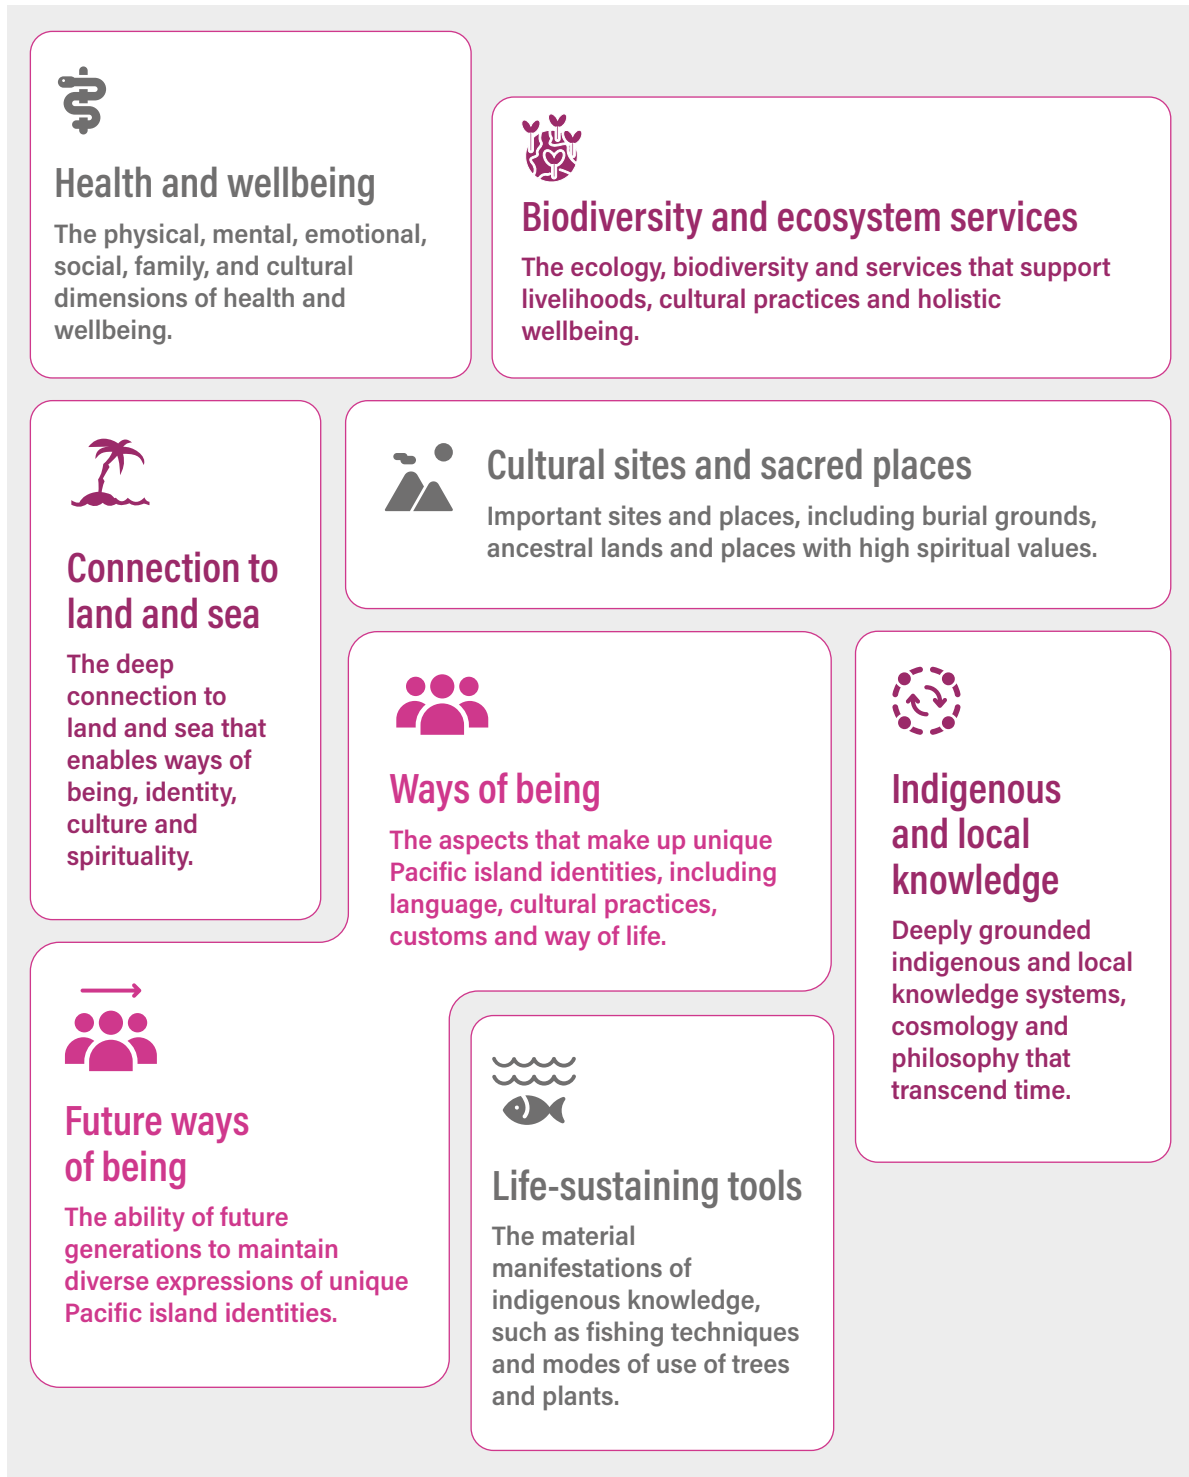 Health and wellbeing
The physical, mental, emotional,
social, family, and cultural
dimensions of health and
wellbeing.
Biodiversity and ecosystem services
The ecology, biodiversity and services that support
livelihoods, cultural practices and holistic
wellbeing.
Connection to
land and sea
The deep
connection to
land and sea that
enables ways of
being, identity,
culture and
spirituality.
Cultural sites and sacred places
Important sites and places, including burial grounds,
ancestral lands and places with high spiritual values.
Ways of being
The aspects that make up unique
Pacific island identities, including
language, cultural practices,
customs and way of life.
Indigenous
and local
knowledge
Deeply grounded
indigenous and local
knowledge systems,
cosmology and
philosophy that
transcend time.
Future ways
of being
The ability of future
generations to maintain
diverse expressions of unique
Pacific island identities.
Life-sustaining tools
The material
manifestations of
indigenous knowledge,
such as fishing techniques
and modes of use of trees
and plants.